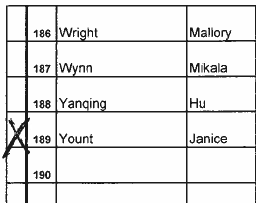 186 Wright Mallory
187 Wynn Mikala
188 Yanqing Hu
X 189 Yount Janice
190